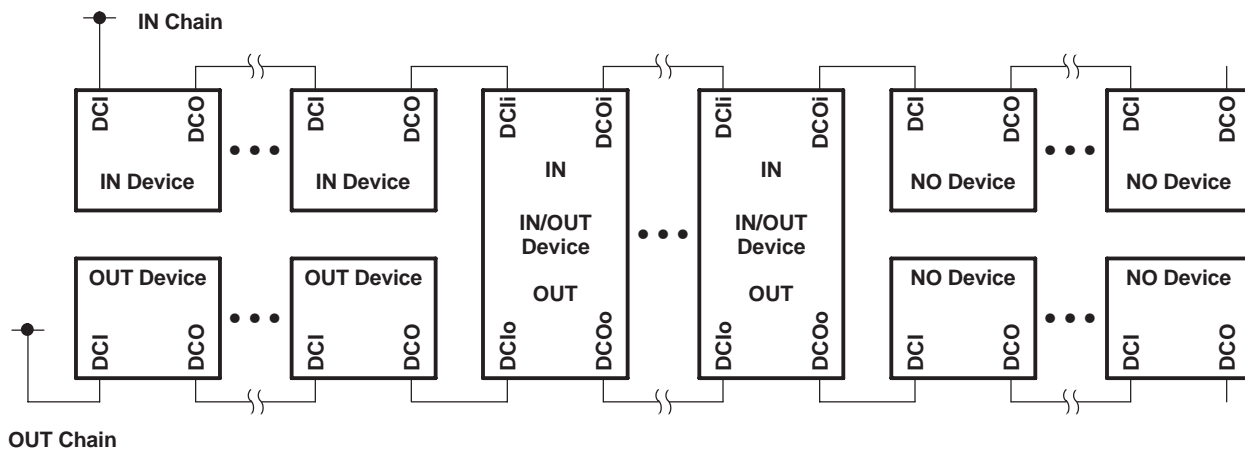 IN Chain
DCI DCO DCI DCO DCIi DCOi DCIi DCOi DCI DCO DCI DCO
IN Device IN Device IN IN NO Device NO Device
IN/OUT Device IN/OUT Device
OUT Device OUT Device OUT OUT NO Device NO Device
DCI DCO DCI DCO DCIo DCOo DCIo DCOo DCI DCO DCI DCO
OUT Chain